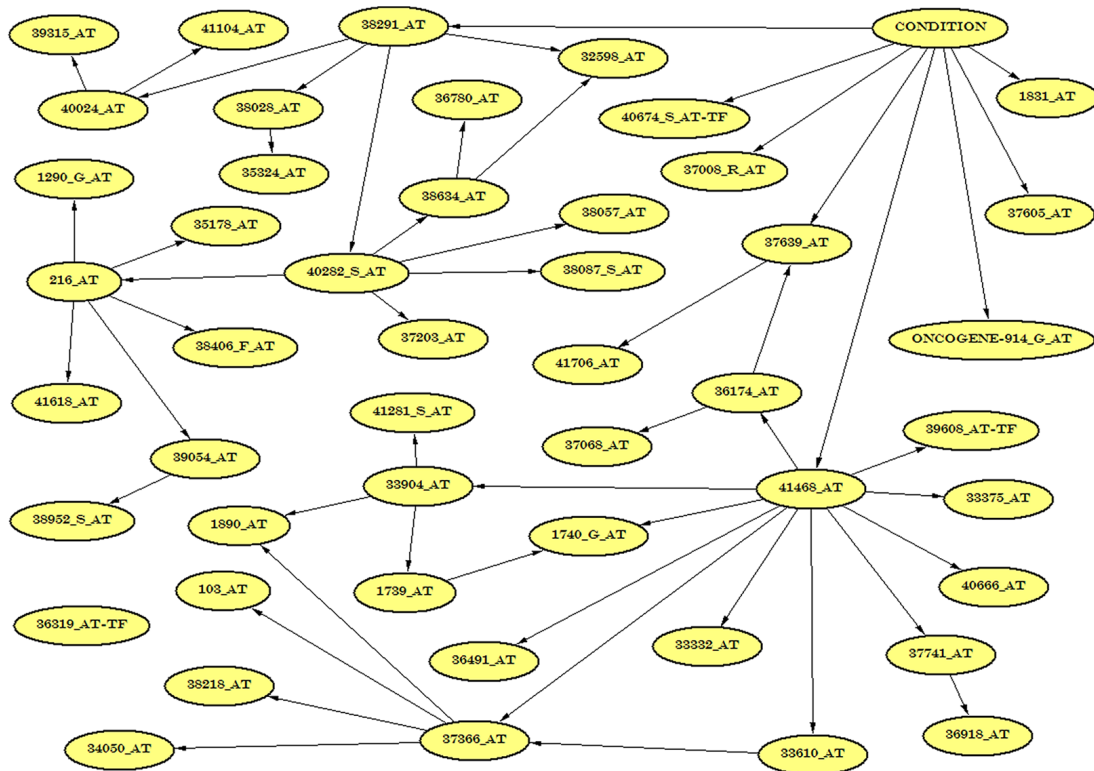 39315_AT
41104_AT
38291_AT
CONDITION
32598_AT
40024_AT
38028_AT
36780_AT
40674_S_AT-TF
1831_AT
1290_G_AT
35324_AT
38634_AT
37008_R_AT
35178_AT
38057_AT
37605_AT
37639_AT
216_AT
40282_S_AT
38087_S_AT
38406_F_AT
37203_AT
ONCOGENE-914_G_AT
41706_AT
41618_AT
41281_S_AT
36174_AT
37068_AT
39608_AT-TF
39054_AT
33904_AT
41468_AT
33375_AT
38952_S_AT
1890_AT
1740_G_AT
103_AT
1739_AT
40666_AT
36319_AT-TF
36491_AT
33332_AT
37741_AT
38218_AT
34050_AT
37366_AT
33610_AT
36918_AT